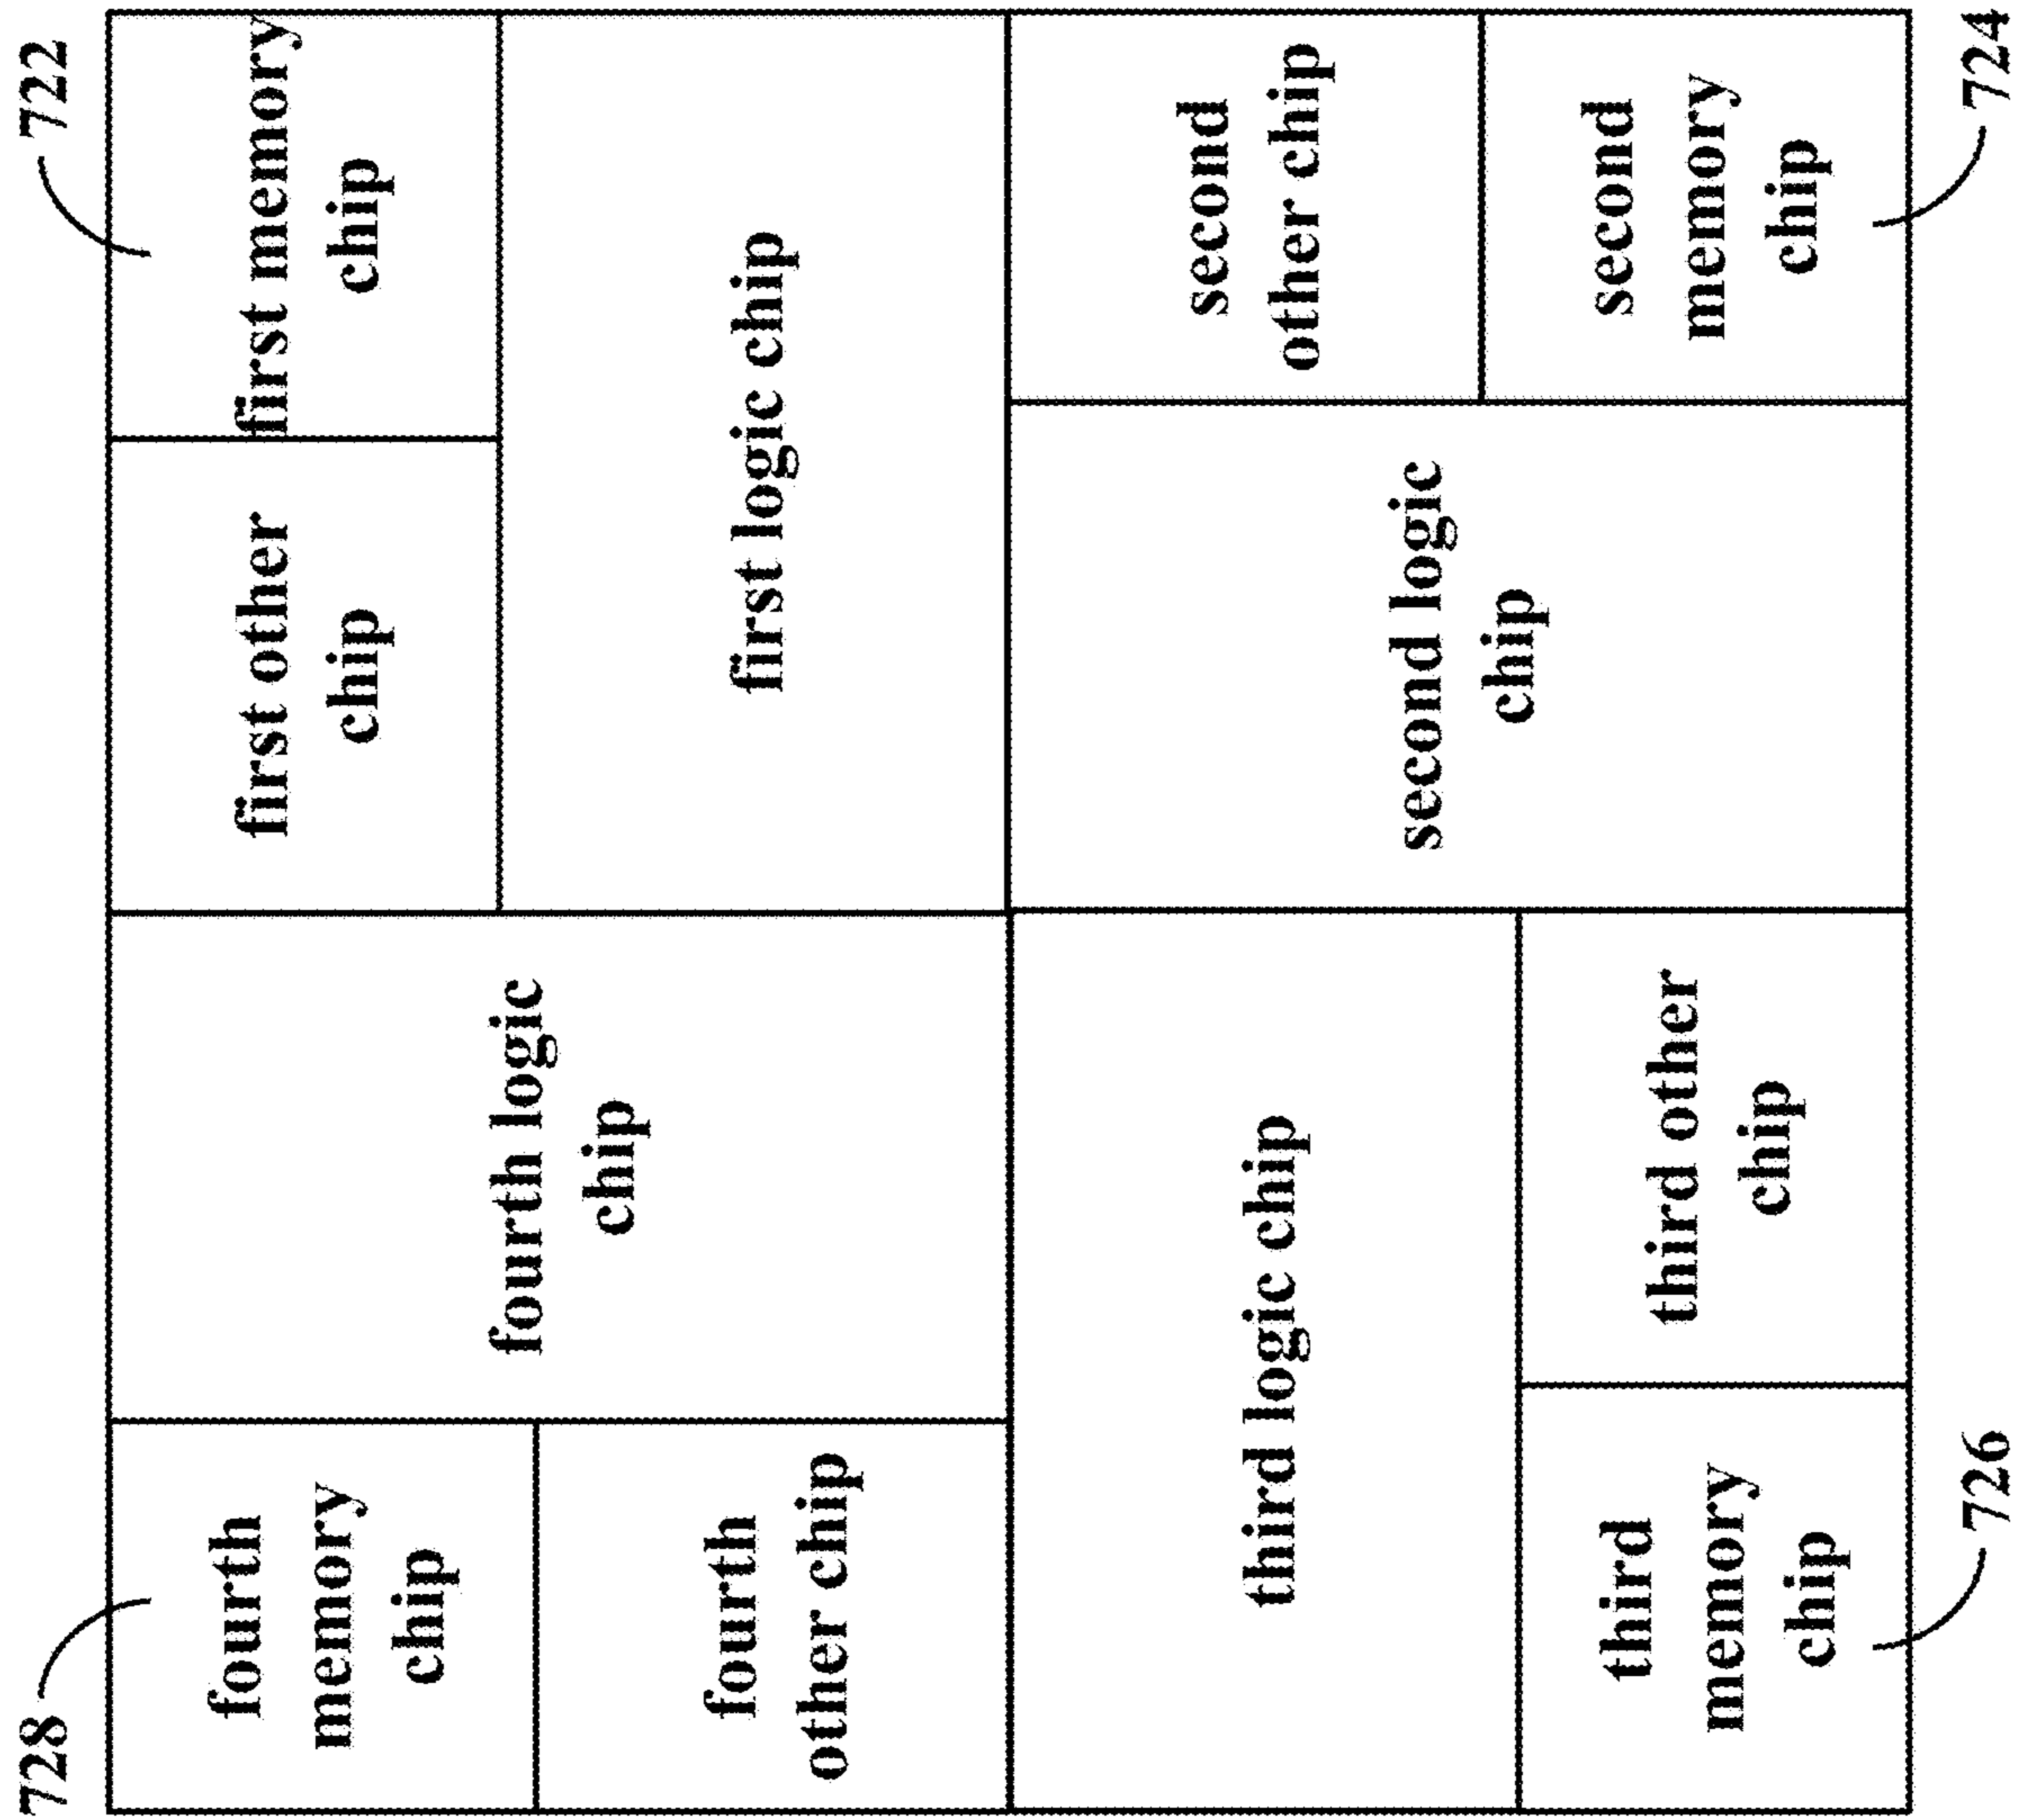 728
722
fourth
memory
chip
fourth logic
chip
first other
chip
first memory
chip
fourth
other chip
first logic chip
third logic chip
second logic
chip
second
other chip
third
memory
chip
third other
chip
second
memory
chip
726
724